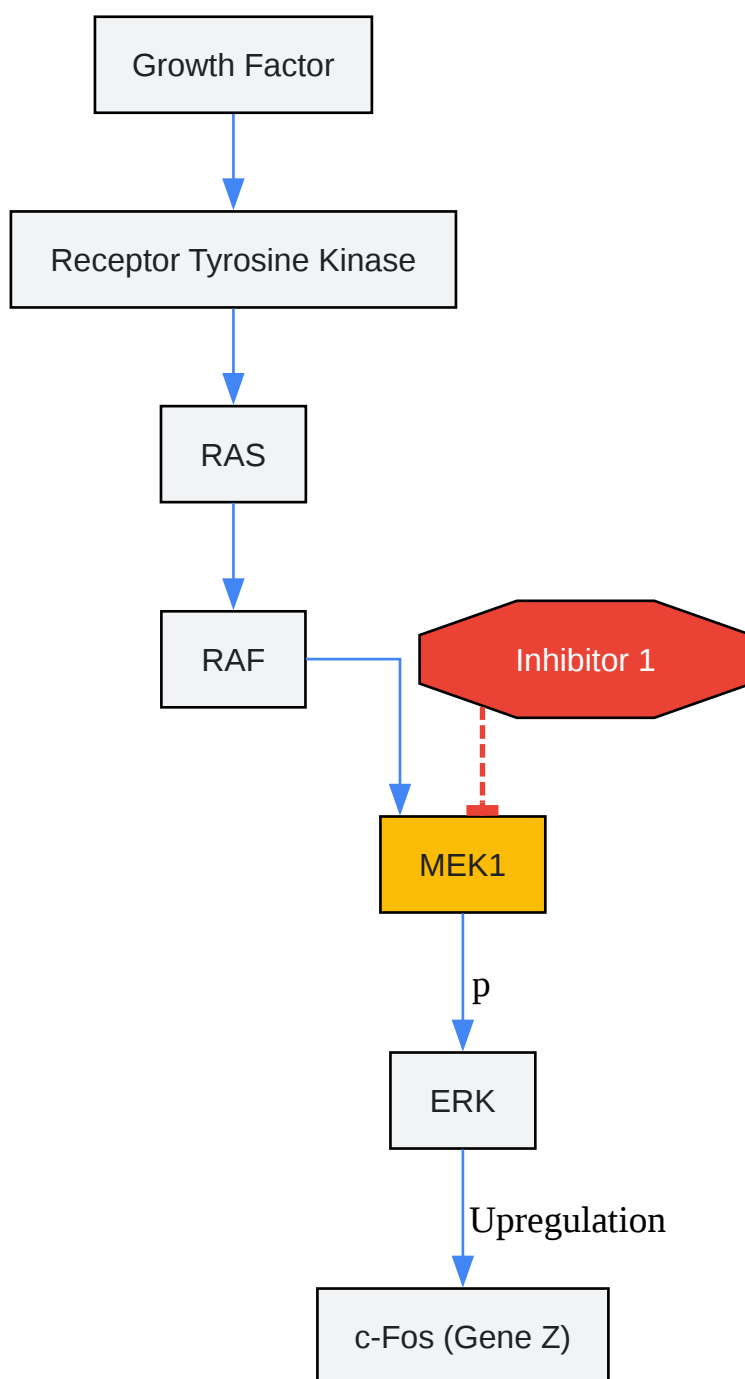 Growth Factor
Receptor Tyrosine Kinase
RAS
RAF
Inhibitor 1
MEK1
p
ERK
Upregulation
c-Fos (Gene Z)